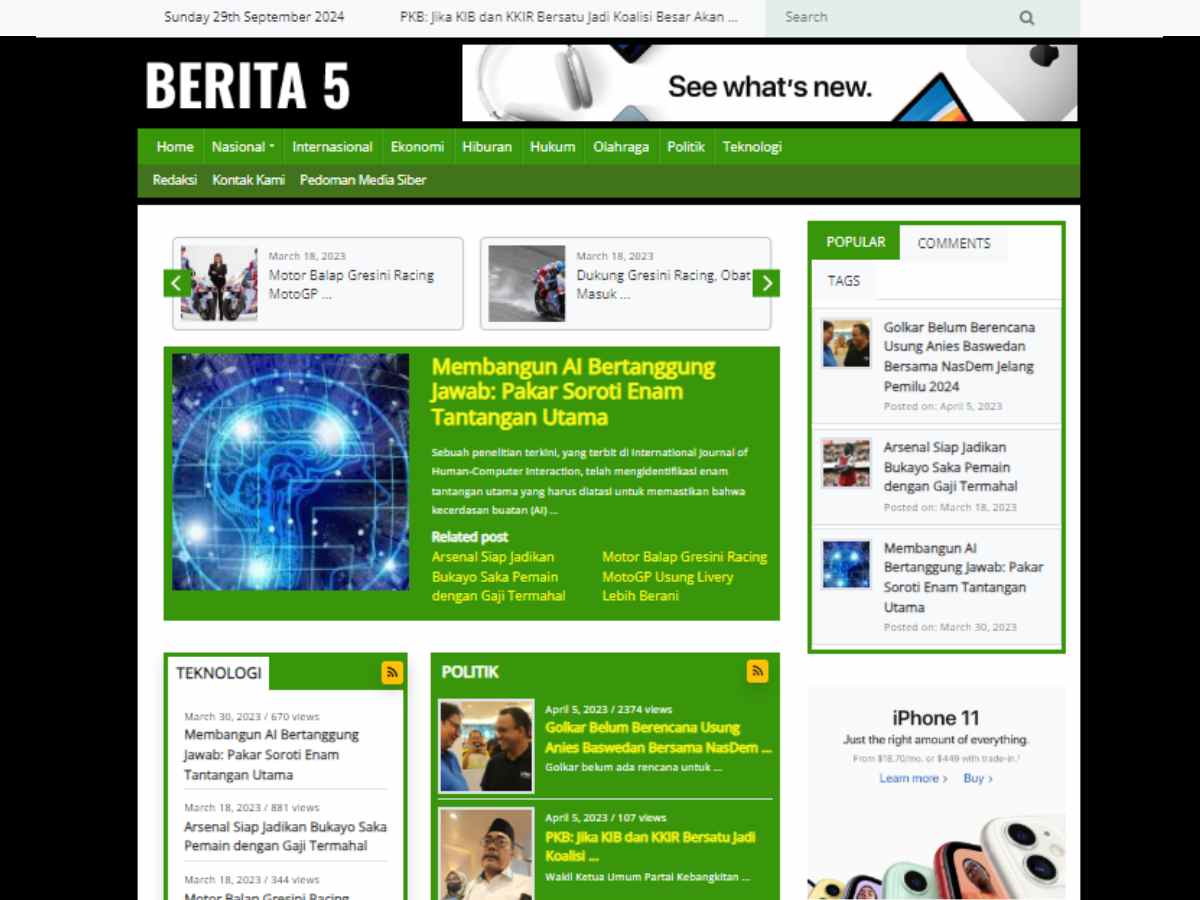 Sunday 29th September 2024
PKB: Jika KIB dan KKIR Bersatu Jadi Koalisi Besar Akan ...
Search
BERITA 5
See what's new.
Home
Nasional
Internasional
Ekonomi
Hiburan
Hukum
Olahraga
Politik
Teknologi
Redaksi
Kontak Kami
Pedoman Media Siber
March 18, 2023
Motor Balap Gresini Racing
MotoGP ...
March 18, 2023
Dukung Gresini Racing, Obat
Masuk ...
Membangun AI Bertanggung
Jawab: Pakar Soroti Enam
Tantangan Utama
Sebuah penelitian terkini, yang terbit di International Journal of
Human-Computer Interaction, telah mengidentifikasi enam
tantangan utama yang harus diatasi untuk memastikan bahwa
kecerdasan buatan (AI) ...
Related post
Arsenal Siap Jadikan
Bukayo Saka Pemain
dengan Gaji Termahal
Motor Balap Gresini Racing
MotoGP Usung Livery
Lebih Berani
TEKNOLOGI
March 30, 2023 / 670 views
Membangun AI Bertanggung
Jawab: Pakar Soroti Enam
Tantangan Utama
March 18, 2023 / 881 views
Arsenal Siap Jadikan Bukayo Saka
Pemain dengan Gaji Termahal
March 18, 2023 / 344 views
Motor Balap Gresini Racing
POLITIK
April 5, 2023 / 2374 views
Golkar Belum Berencana Usung
Anies Baswedan Bersama NasDem ...
Golkar belum ada rencana untuk ...
April 5, 2023 / 107 views
PKB: Jika KIB dan KKIR Bersatu Jadi
Koalisi ...
Wakil Ketua Umum Partai Kebangkitan ...
POPULAR
COMMENTS
TAGS
Golkar Belum Berencana
Usung Anies Baswedan
Bersama NasDem Jelang
Pemilu 2024
Posted on: April 5, 2023
Arsenal Siap Jadikan
Bukayo Saka Pemain
dengan Gaji Termahal
Posted on: March 18, 2023
Membangun AI
Bertanggung Jawab: Pakar
Soroti Enam Tantangan
Utama
Posted on: March 30, 2023
iPhone 11
Just the right amount of everything.
From $18.70/mo. or $449 with trade-in.¹
Learn more > Buy >